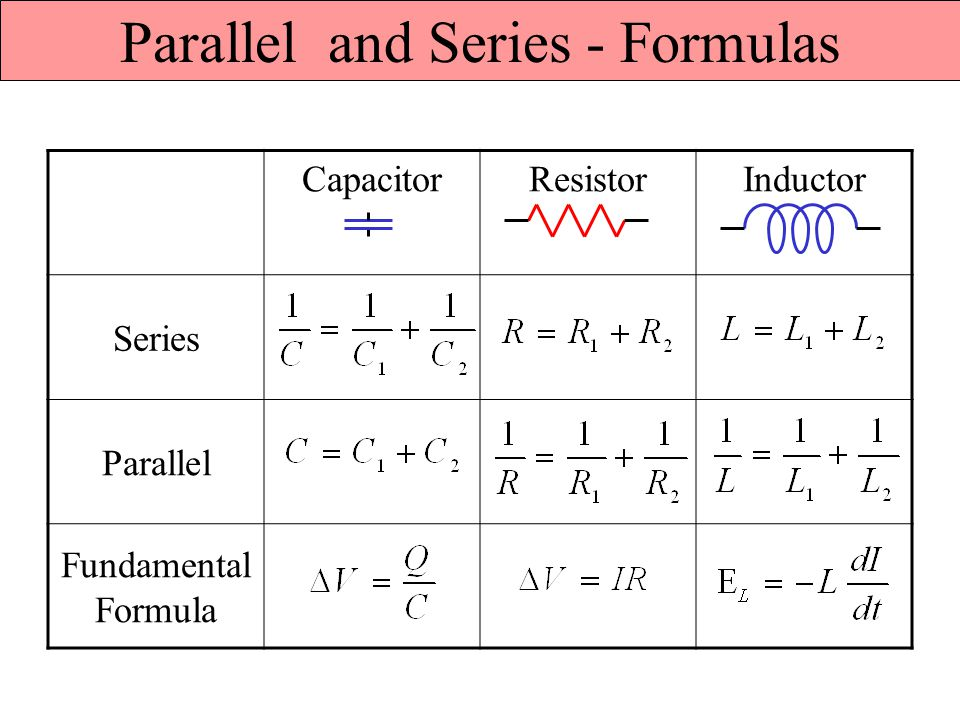 Parallel and Series - Formulas
Capacitor Resistor Inductor
Series 1/C = 1/C₁ + 1/C₂ R = R₁ + R₂ L = L₁ + L₂
Parallel C = C₁ + C₂ 1/R = 1/R₁ + 1/R₂ 1/L = 1/L₁ + 1/L₂
Fundamental
Formula ΔV = Q/C ΔV = IR E_L = −L dI/dt